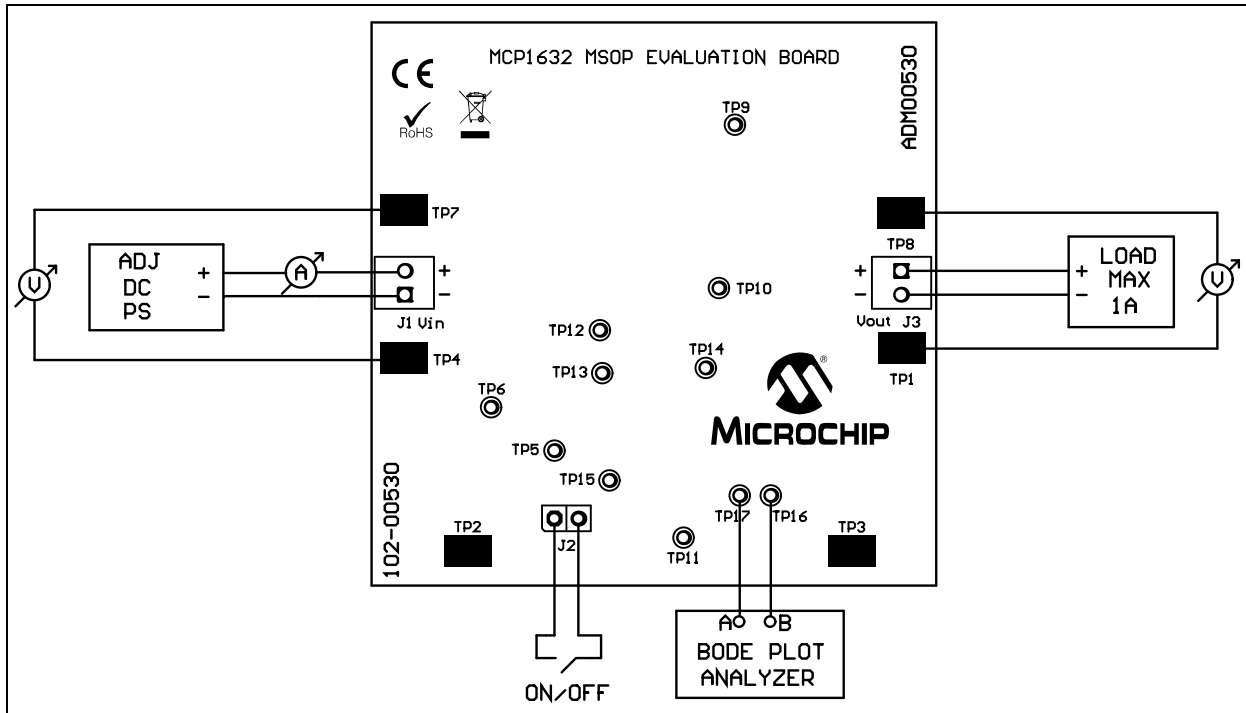 MCP1632 MSOP EVALUATION BOARD
CE
RoHS
ADM00530
TP9
TP7
TP8
ADJ
DC
PS
+
−
V
A
+
−
J1 Vin
TP4
+
−
Vout J3
TP1
+
−
LOAD
MAX
1A
V
TP10
TP12
TP13
TP14
TP6
TP5
TP15
®
MICROCHIP
102-00530
TP2
J2
TP17
TP16
TP11
TP3
ON/OFF
A
B
BODE PLOT
ANALYZER